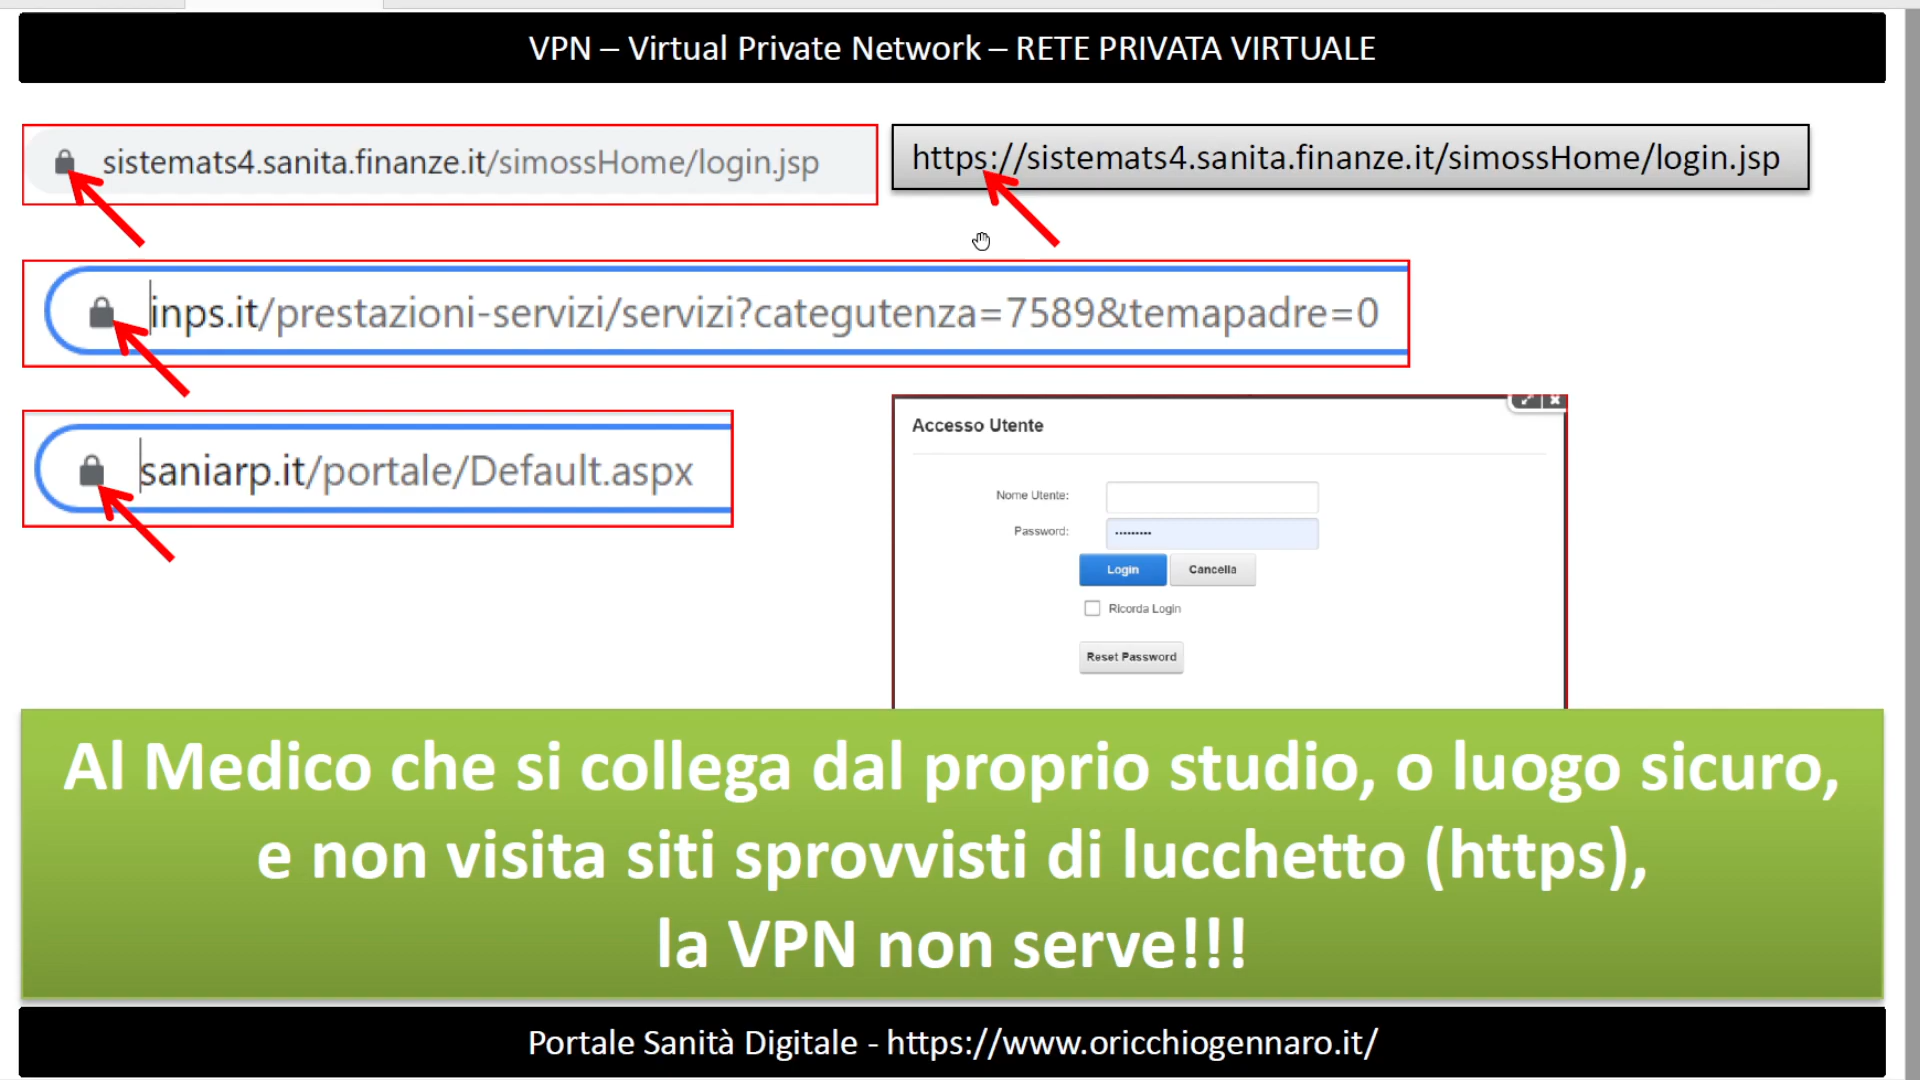 VPN – Virtual Private Network – RETE PRIVATA VIRTUALE
sistemats4.sanita.finanze.it/simossHome/login.jsp
https://sistemats4.sanita.finanze.it/simossHome/login.jsp
inps.it/prestazioni-servizi/servizi?categutenza=7589&temapadre=0
saniarp.it/portale/Default.aspx
Accesso Utente
Nome Utente:
Password:
Login Cancella
Ricorda Login
Reset Password
Al Medico che si collega dal proprio studio, o luogo sicuro,
e non visita siti sprovvisti di lucchetto (https),
la VPN non serve!!!
Portale Sanità Digitale - https://www.oricchiogennaro.it/